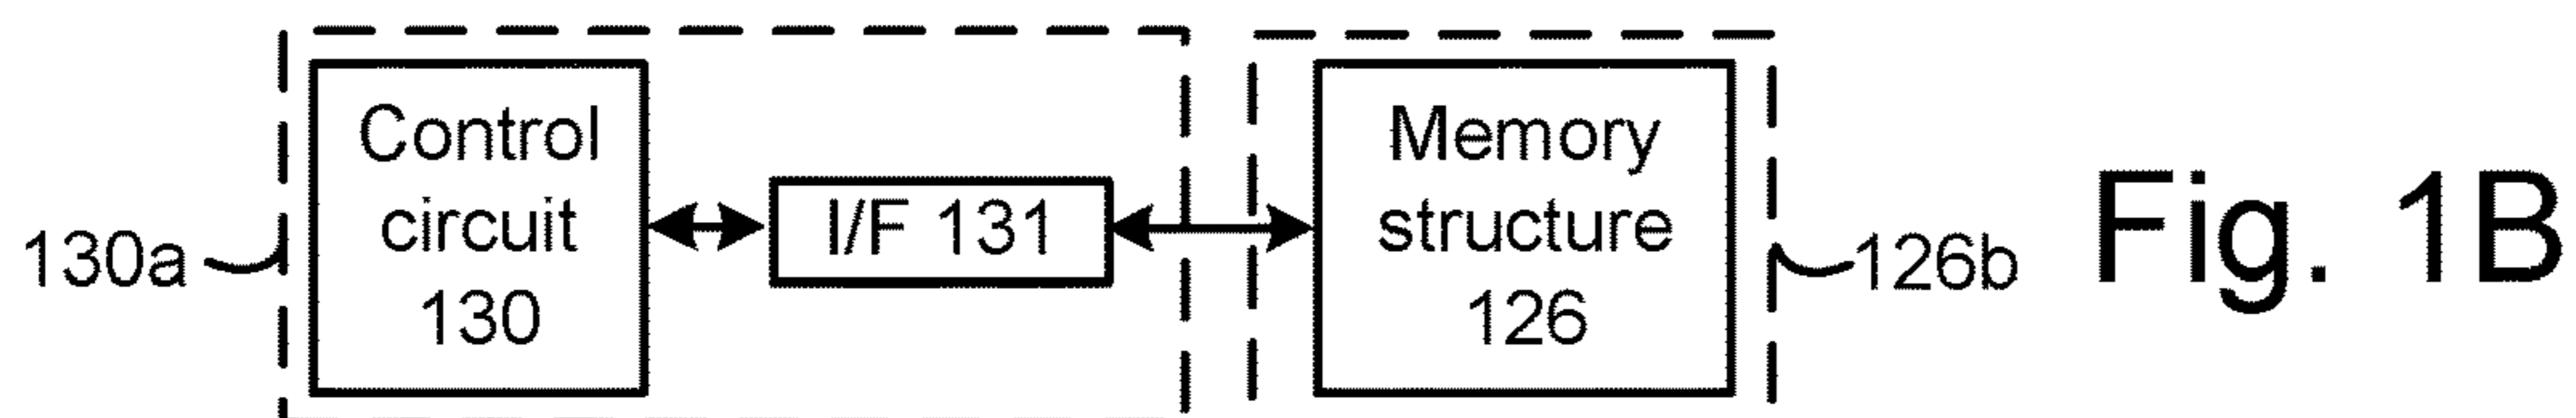 130a
Control
circuit
130
I/F 131
Memory
structure
126
126b
Fig. 1B